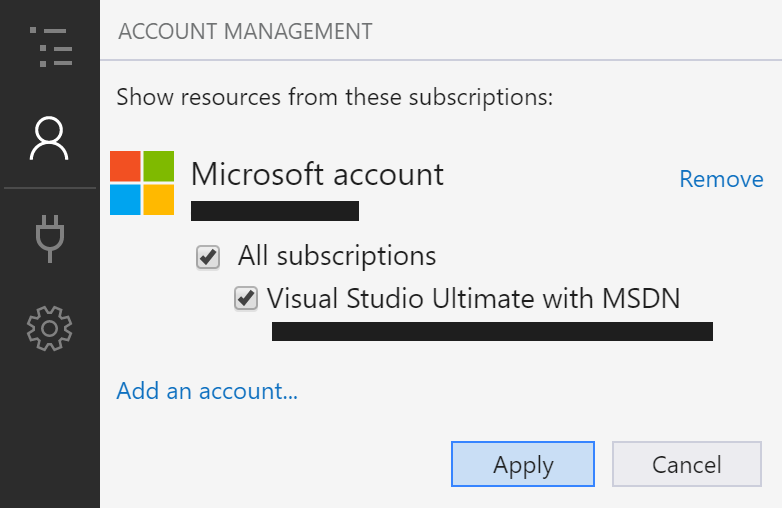 ACCOUNT MANAGEMENT
Show resources from these subscriptions:
Microsoft account
Remove
All subscriptions
Visual Studio Ultimate with MSDN
Add an account...
Apply
Cancel